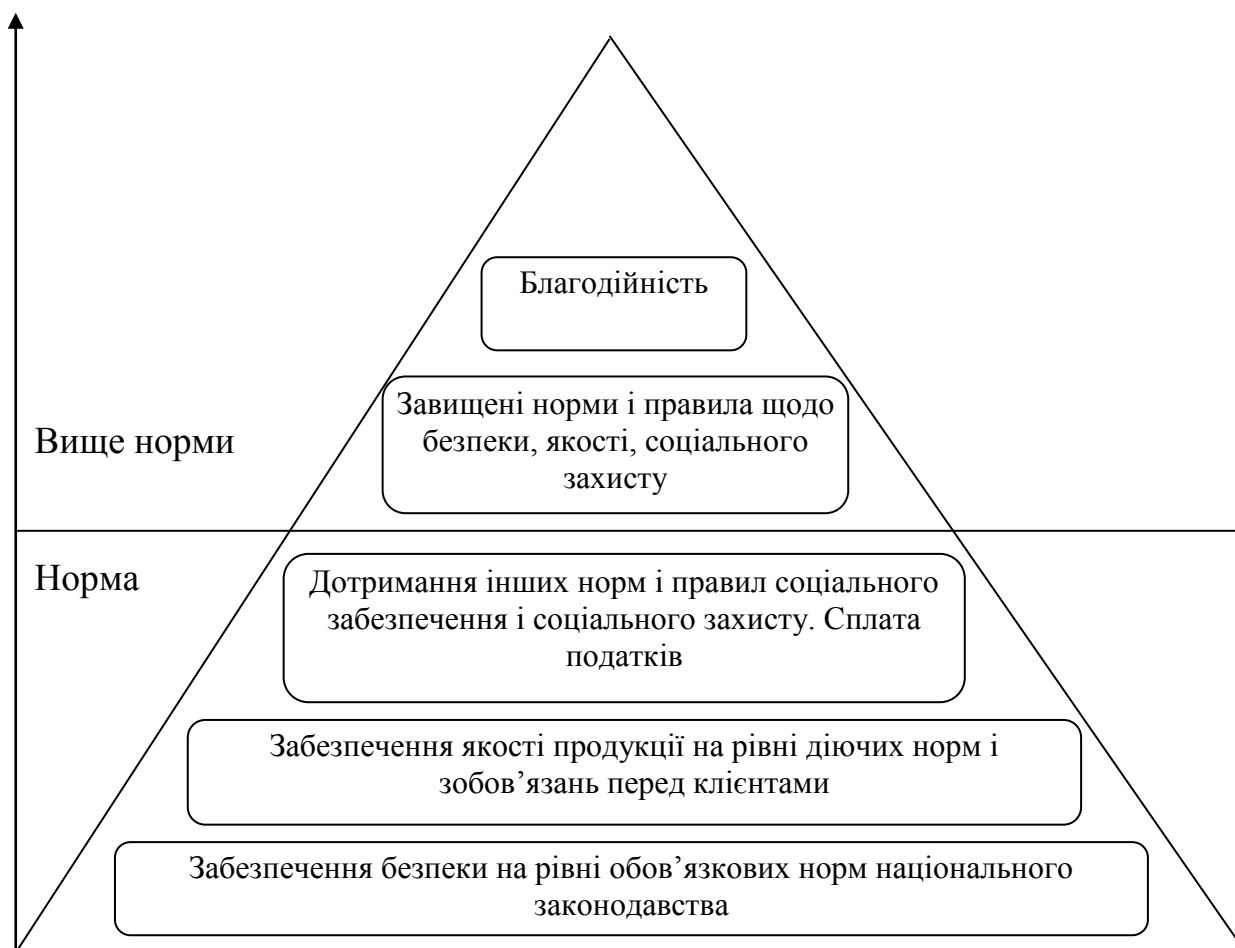 Благодійність
Завищені норми і правила щодо
безпеки, якості, соціального
захисту
Вище норми
Норма
Дотримання інших норм і правил соціального
забезпечення і соціального захисту. Сплата
податків
Забезпечення якості продукції на рівні діючих норм і
зобов’язань перед клієнтами
Забезпечення безпеки на рівні обов’язкових норм національного
законодавства